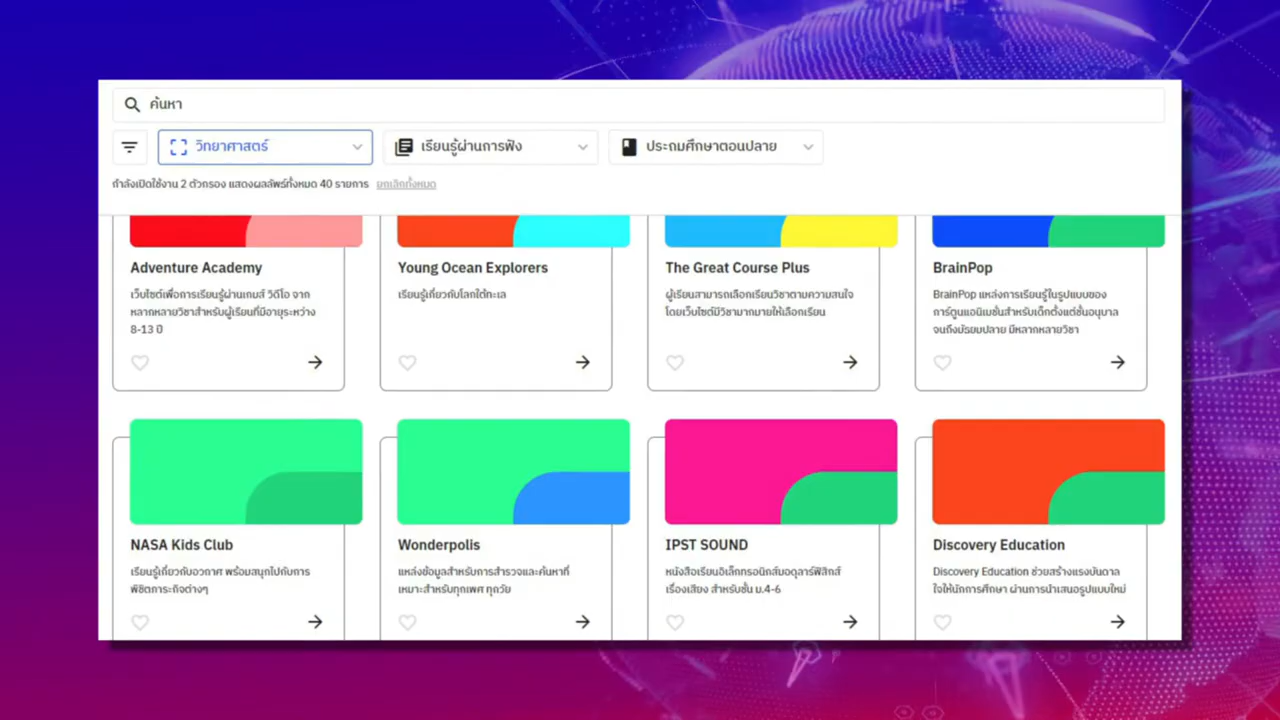 ค้นหา
วิทยาศาสตร์ เรียนรู้ผ่านการฟัง ประถมศึกษาตอนปลาย
กำลังเปิดใช้งาน 2 ตัวกรอง แสดงผลลัพธ์ทั้งหมด 40 รายการ ยกเลิกทั้งหมด
Adventure Academy
เว็บไซต์เพื่อการเรียนรู้ผ่านเกมส์ วิดีโอ จาก
หลากหลายวิชาสำหรับผู้เรียนที่มีอายุระหว่าง
8-13 ปี
Young Ocean Explorers
เรียนรู้เกี่ยวกับโลกใต้ทะเล
The Great Course Plus
ผู้เรียนสามารถเลือกเรียนวิชาตามความสนใจ
โดยเว็บไซต์มีวิชามากมายให้เลือกเรียน
BrainPop
BrainPop แหล่งการเรียนรู้ในรูปแบบของ
การ์ตูนแอนิเมชั่นสำหรับเด็กตั้งแต่ชั้นอนุบาล
จนถึงมัธยมปลาย มีหลากหลายวิชา
NASA Kids Club
เรียนรู้เกี่ยวกับอวกาศ พร้อมสนุกไปกับการ
พิชิตภาระกิจต่างๆ
Wonderpolis
แหล่งข้อมูลสำหรับการสำรวจและค้นหาที่
เหมาะสำหรับทุกเพศ ทุกวัย
IPST SOUND
หนังสือเรียนอิเล็กทรอนิกส์มอดุลาร์ฟิสิกส์
เรื่องเสียง สำหรับชั้น ม.4-6
Discovery Education
Discovery Education ช่วยสร้างแรงบันดาล
ใจให้นักการศึกษา ผ่านการนำเสนอรูปแบบใหม่